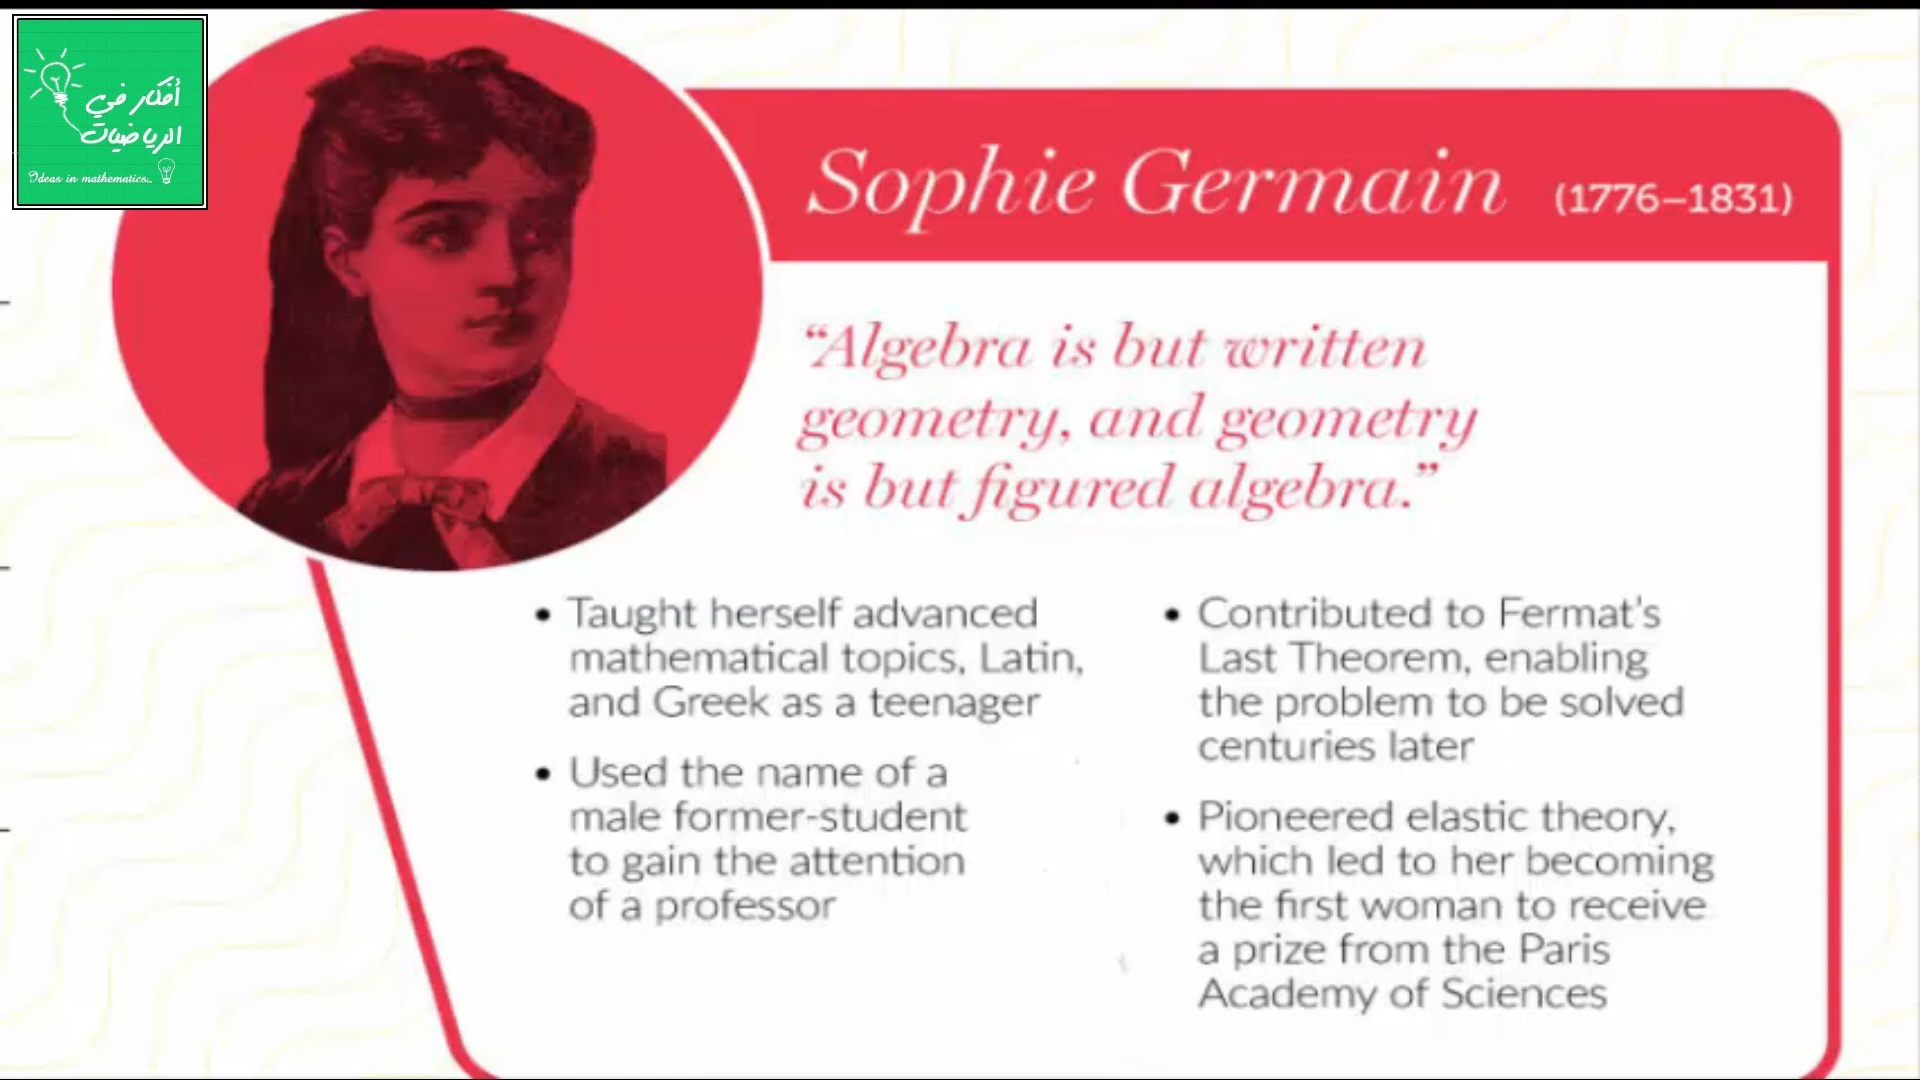 أفكار في
الرياضيات
Ideas in mathematics..
Sophie Germain (1776–1831)
“Algebra is but written
geometry, and geometry
is but figured algebra.”
• Taught herself advanced
mathematical topics, Latin,
and Greek as a teenager
• Used the name of a
male former-student
to gain the attention
of a professor
• Contributed to Fermat’s
Last Theorem, enabling
the problem to be solved
centuries later
• Pioneered elastic theory,
which led to her becoming
the first woman to receive
a prize from the Paris
Academy of Sciences